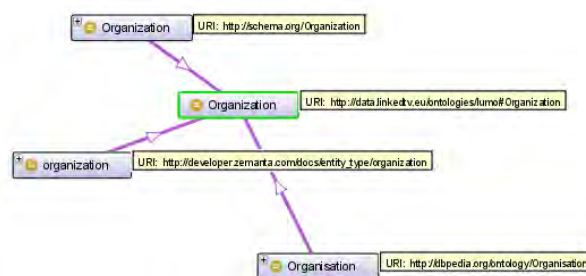 Organization URI: http://schema.org/Organization
Organization URI: http://data.linkedtv.eu/ontologies/lumo#Organization
organization URI: http://developer.zemanta.com/docs/entity_type/organization
Organisation URI: http://dbpedia.org/ontology/Organisation